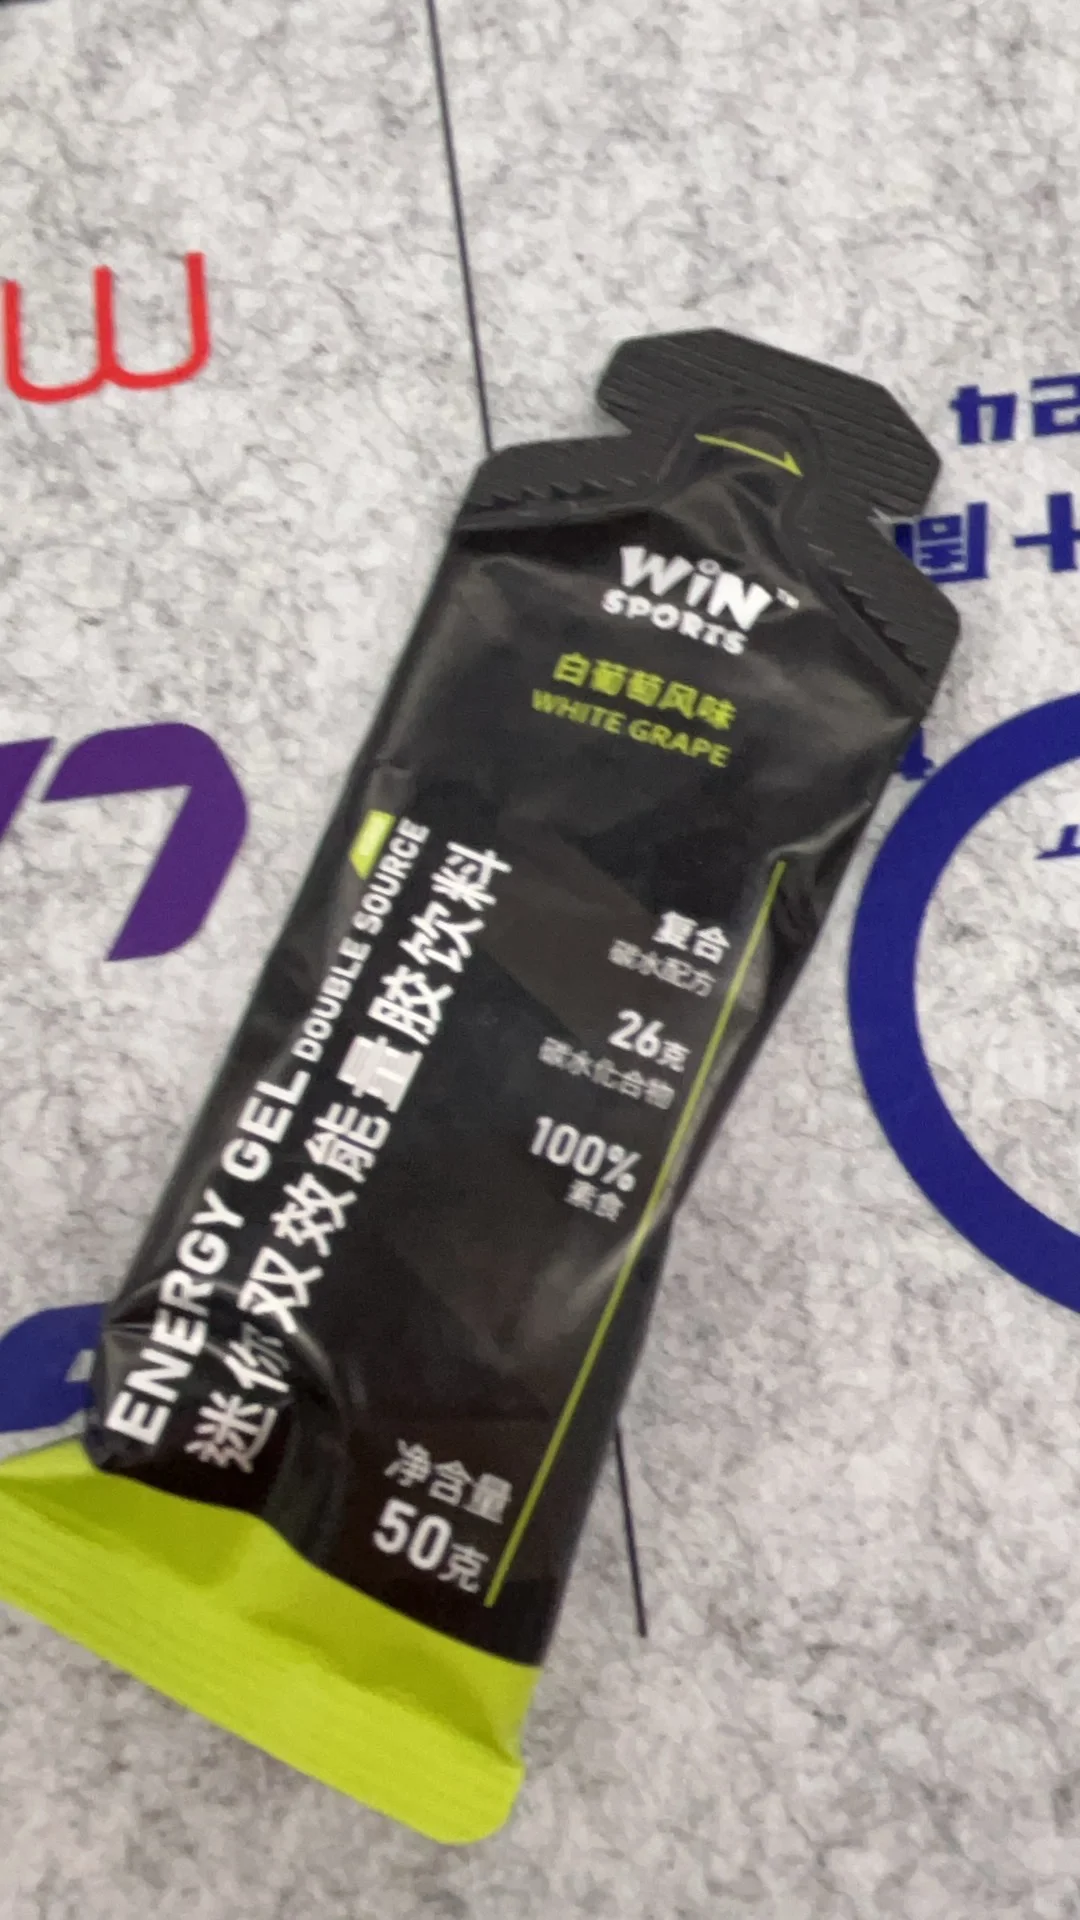 WiN™
SPORTS
白葡萄风味
WHITE GRAPE
ENERGY GEL DOUBLE SOURCE
迷你双效能量胶饮料
复合
碳水配方
26克
碳水化合物
100%
素食
净含量
50克